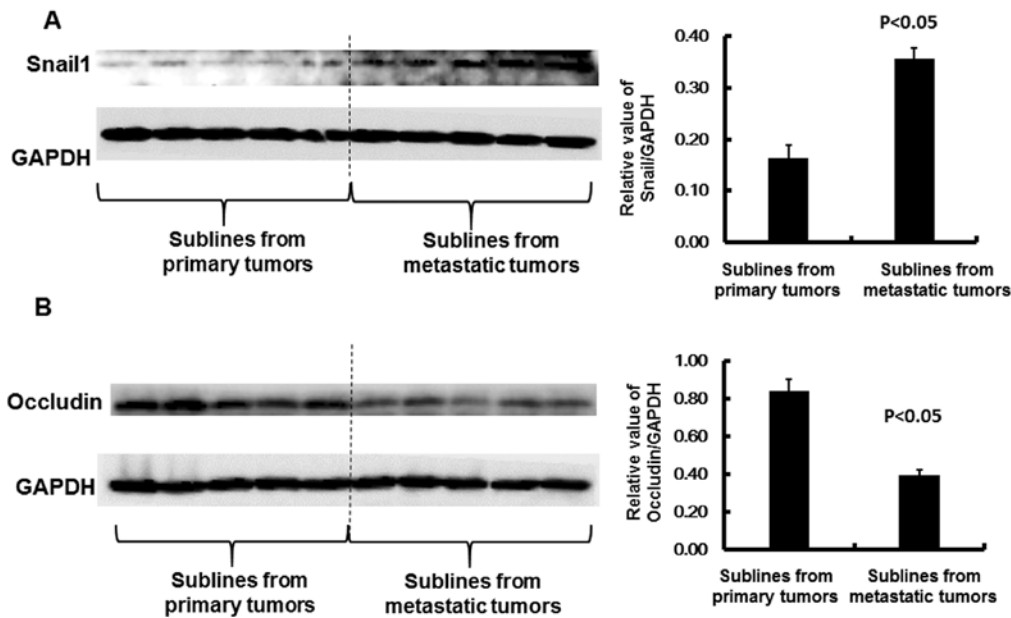 A
Snail1
GAPDH
Sublines from
primary tumors
Sublines from
metastatic tumors
P<0.05
Relative value of
Snail/GAPDH
0.40
0.30
0.20
0.10
0.00
Sublines from
primary tumors
Sublines from
metastatic tumors
B
Occludin
GAPDH
Sublines from
primary tumors
Sublines from
metastatic tumors
P<0.05
Relative value of
Occludin/GAPDH
1.00
0.80
0.60
0.40
0.20
0.00
Sublines from
primary tumors
Sublines from
metastatic tumors